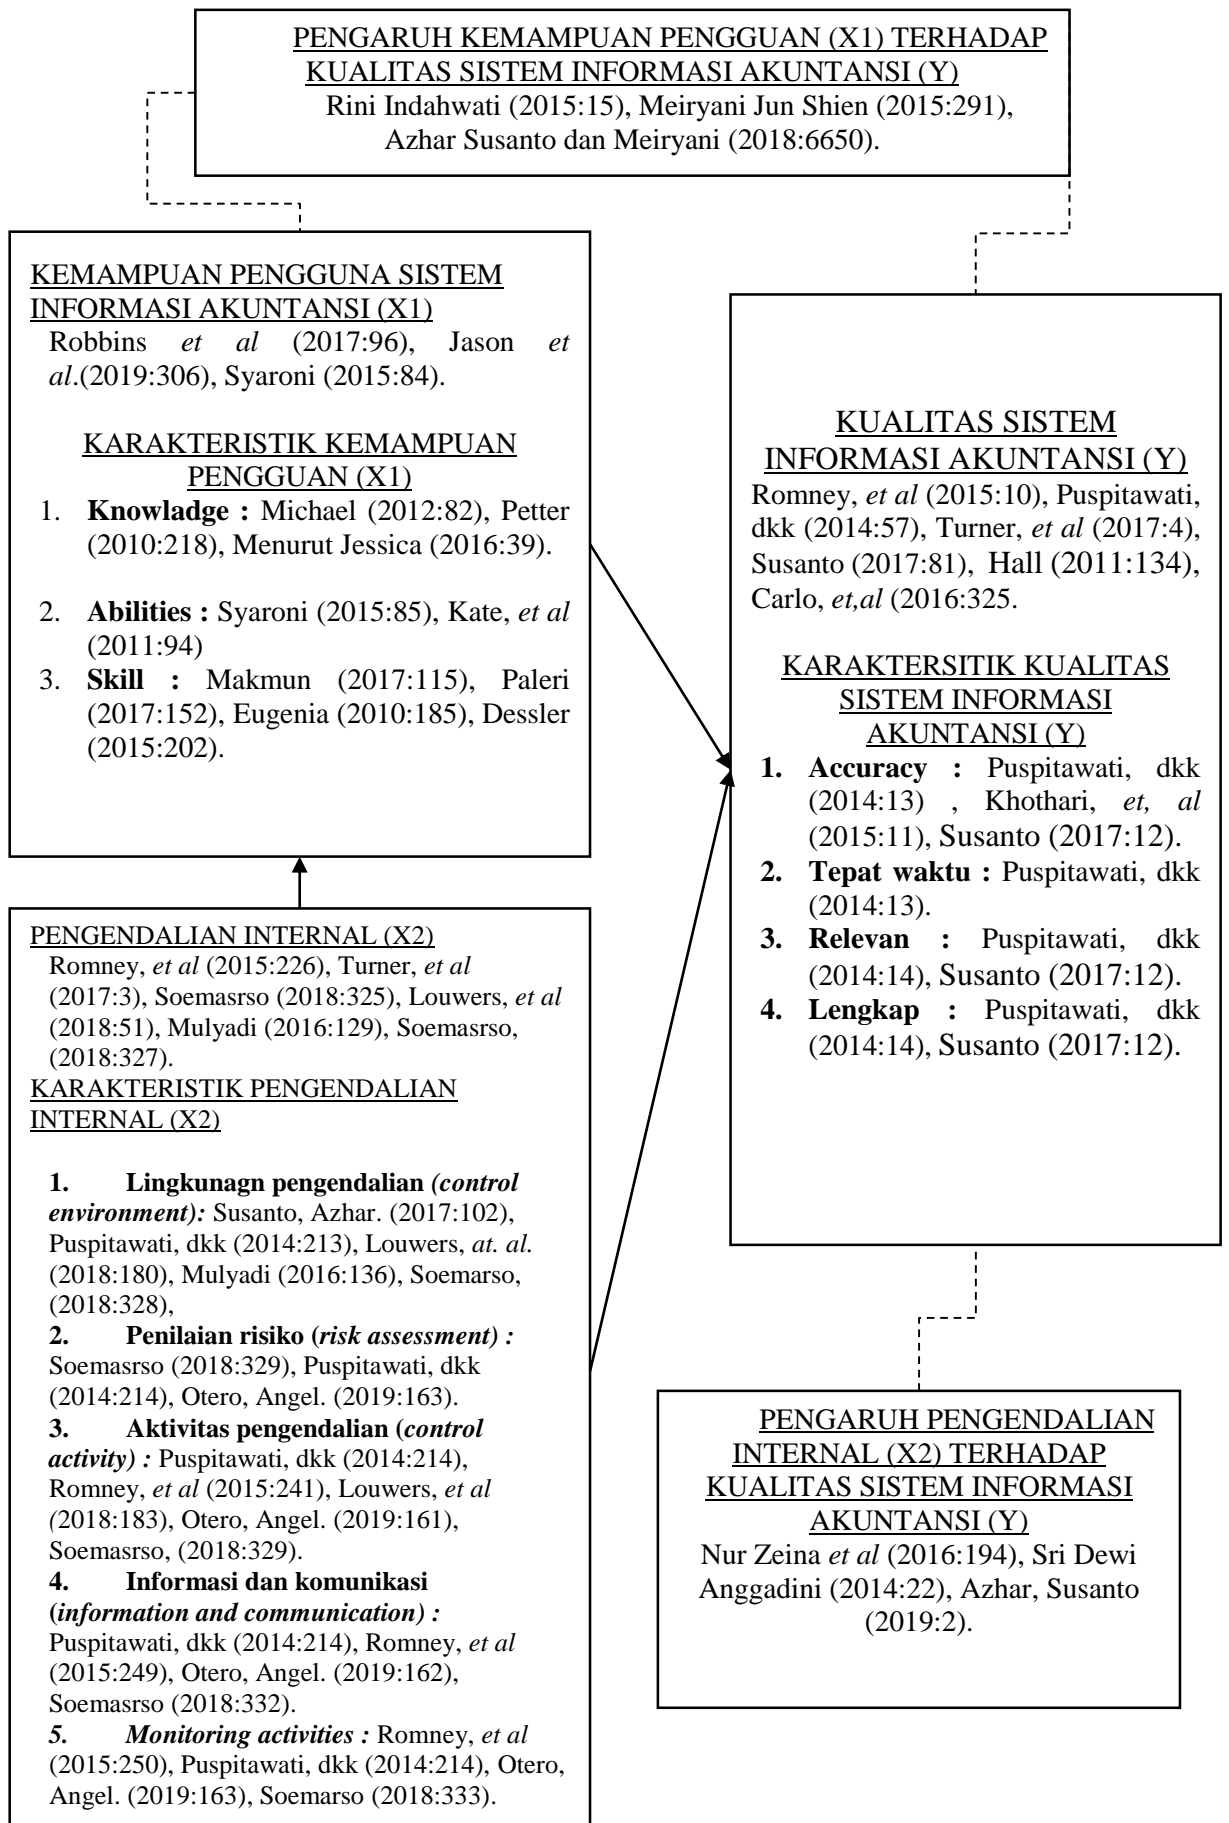 PENGARUH KEMAMPUAN PENGGUAN (X1) TERHADAP
KUALITAS SISTEM INFORMASI AKUNTANSI (Y)
Rini Indahwati (2015:15), Meiryani Jun Shien (2015:291),
Azhar Susanto dan Meiryani (2018:6650).
KEMAMPUAN PENGGUNA SISTEM
INFORMASI AKUNTANSI (X1)
Robbins et al (2017:96), Jason et
al.(2019:306), Syaroni (2015:84).
KARAKTERISTIK KEMAMPUAN
PENGGUAN (X1)
1. Knowladge : Michael (2012:82), Petter
(2010:218), Menurut Jessica (2016:39).
2. Abilities : Syaroni (2015:85), Kate, et al
(2011:94)
3. Skill : Makmun (2017:115), Paleri
(2017:152), Eugenia (2010:185), Dessler
(2015:202).
KUALITAS SISTEM
INFORMASI AKUNTANSI (Y)
Romney, et al (2015:10), Puspitawati,
dkk (2014:57), Turner, et al (2017:4),
Susanto (2017:81), Hall (2011:134),
Carlo, et,al (2016:325.
KARAKTERSITIK KUALITAS
SISTEM INFORMASI
AKUNTANSI (Y)
1. Accuracy : Puspitawati, dkk
(2014:13) , Khothari, et, al
(2015:11), Susanto (2017:12).
2. Tepat waktu : Puspitawati, dkk
(2014:13).
3. Relevan : Puspitawati, dkk
(2014:14), Susanto (2017:12).
4. Lengkap : Puspitawati, dkk
(2014:14), Susanto (2017:12).
PENGENDALIAN INTERNAL (X2)
Romney, et al (2015:226), Turner, et al
(2017:3), Soemasrso (2018:325), Louwers, et al
(2018:51), Mulyadi (2016:129), Soemasrso,
(2018:327).
KARAKTERISTIK PENGENDALIAN
INTERNAL (X2)
1. Lingkunagn pengendalian (control
environment): Susanto, Azhar. (2017:102),
Puspitawati, dkk (2014:213), Louwers, at. al.
(2018:180), Mulyadi (2016:136), Soemarso,
(2018:328),
2. Penilaian risiko (risk assessment) :
Soemasrso (2018:329), Puspitawati, dkk
(2014:214), Otero, Angel. (2019:163).
3. Aktivitas pengendalian (control
activity) : Puspitawati, dkk (2014:214),
Romney, et al (2015:241), Louwers, et al
(2018:183), Otero, Angel. (2019:161),
Soemasrso, (2018:329).
4. Informasi dan komunikasi
(information and communication) :
Puspitawati, dkk (2014:214), Romney, et al
(2015:249), Otero, Angel. (2019:162),
Soemasrso (2018:332).
5. Monitoring activities : Romney, et al
(2015:250), Puspitawati, dkk (2014:214), Otero,
Angel. (2019:163), Soemarso (2018:333).
PENGARUH PENGENDALIAN
INTERNAL (X2) TERHADAP
KUALITAS SISTEM INFORMASI
AKUNTANSI (Y)
Nur Zeina et al (2016:194), Sri Dewi
Anggadini (2014:22), Azhar, Susanto
(2019:2).